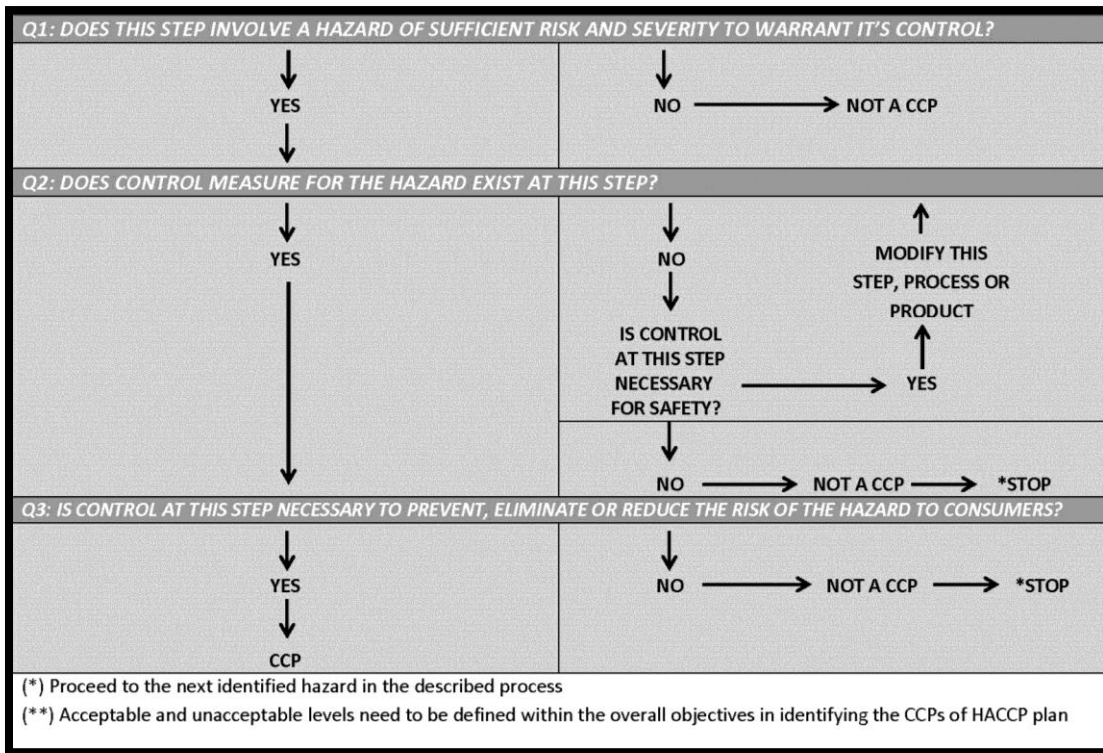 Q1: DOES THIS STEP INVOLVE A HAZARD OF SUFFICIENT RISK AND SEVERITY TO WARRANT IT'S CONTROL?
YES
NO
NOT A CCP
Q2: DOES CONTROL MEASURE FOR THE HAZARD EXIST AT THIS STEP?
YES
NO
IS CONTROL
AT THIS STEP
NECESSARY
FOR SAFETY?
YES
MODIFY THIS
STEP, PROCESS OR
PRODUCT
NO
NOT A CCP
*STOP
Q3: IS CONTROL AT THIS STEP NECESSARY TO PREVENT, ELIMINATE OR REDUCE THE RISK OF THE HAZARD TO CONSUMERS?
YES
CCP
NO
NOT A CCP
*STOP
(*) Proceed to the next identified hazard in the described process
(**) Acceptable and unacceptable levels need to be defined within the overall objectives in identifying the CCPs of HACCP plan